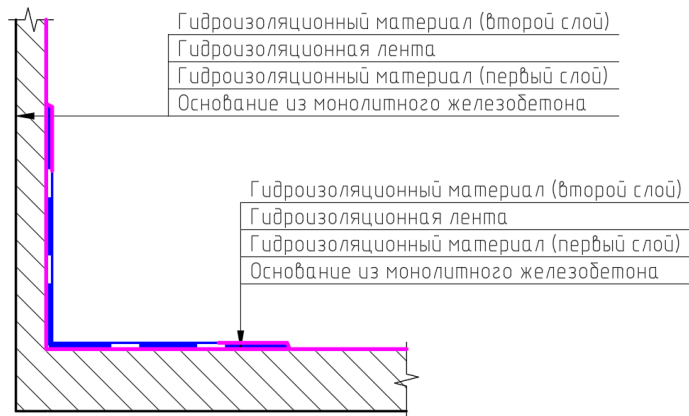 Гидроизоляционный материал (второй слой)
Гидроизоляционная лента
Гидроизоляционный материал (первый слой)
Основание из монолитного железобетона
Гидроизоляционный материал (второй слой)
Гидроизоляционная лента
Гидроизоляционный материал (первый слой)
Основание из монолитного железобетона